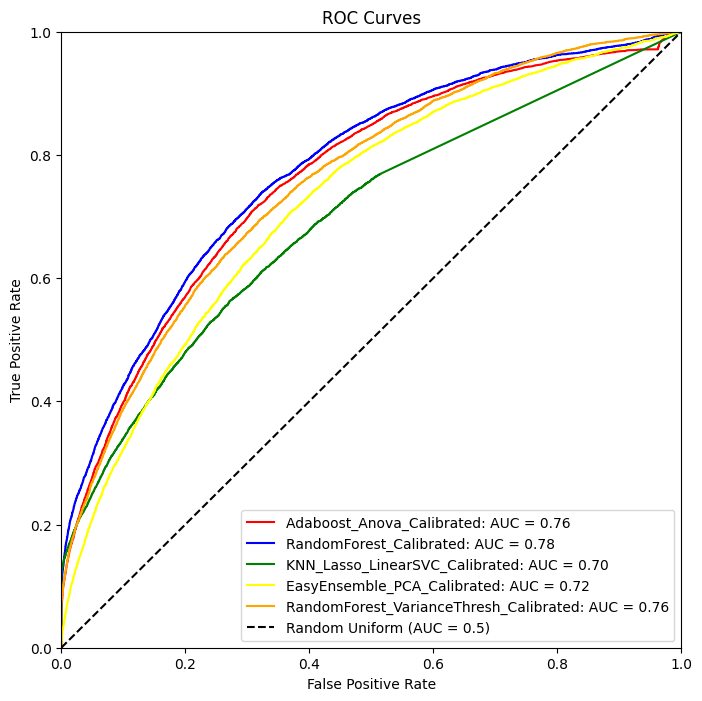 ROC Curves
1.0
0.8
0.6
0.4
0.2
0.0
True Positive Rate
Adaboost_Anova_Calibrated: AUC = 0.76
RandomForest_Calibrated: AUC = 0.78
KNN_Lasso_LinearSVC_Calibrated: AUC = 0.70
EasyEnsemble_PCA_Calibrated: AUC = 0.72
RandomForest_VarianceThresh_Calibrated: AUC = 0.76
Random Uniform (AUC = 0.5)
0.0 0.2 0.4 0.6 0.8 1.0
False Positive Rate